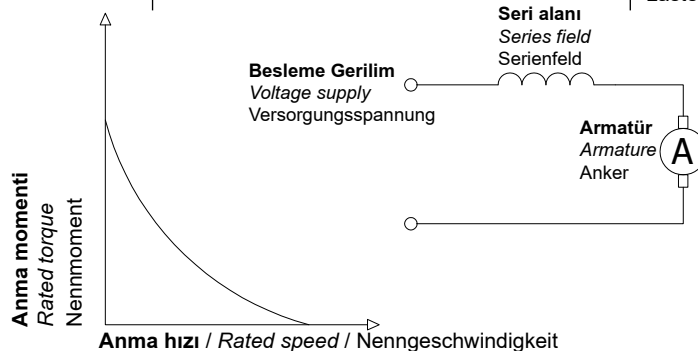 Seri alanı
Series field
Serienfeld
Besleme Gerilim
Voltage supply
Versorgungsspannung
Armatür
Armature
Anker
A
Anma momenti
Rated torque
Nennmoment
Anma hızı / Rated speed / Nenngeschwindigkeit